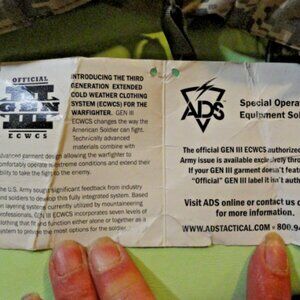 OFFICIAL
GEN
III
ECWCS
INTRODUCING THE THIRD
GENERATION EXTENDED
COLD WEATHER CLOTHING
SYSTEM (ECWCS) FOR THE
WARFIGHTER. GEN III
ECWCS changes the way the
American Soldier can fight.
Technically advanced
materials combine with
advanced garment design allowing the warfighter to
comfortably operate in extreme conditions and extend their
ability to take the fight to the enemy.
The U.S. Army sought significant feedback from industry
and soldiers to develop this fully integrated system. Based
on layering systems currently utilized by mountaineering
professionals, GEN III ECWCS incorporates seven levels of
clothing that fit and function either alone or together as a
system to provide the most options for the soldier
ADS
Special Opera
Equipment Sol
The official GEN III ECWCS authorized
Army issue is available exclusively thro
If your GEN III garment doesn't featu
"Official" GEN III label it isn't auth
Visit ADS online or contact us d
for more information.
WWW.ADSTACTICAL.COM • 800.94